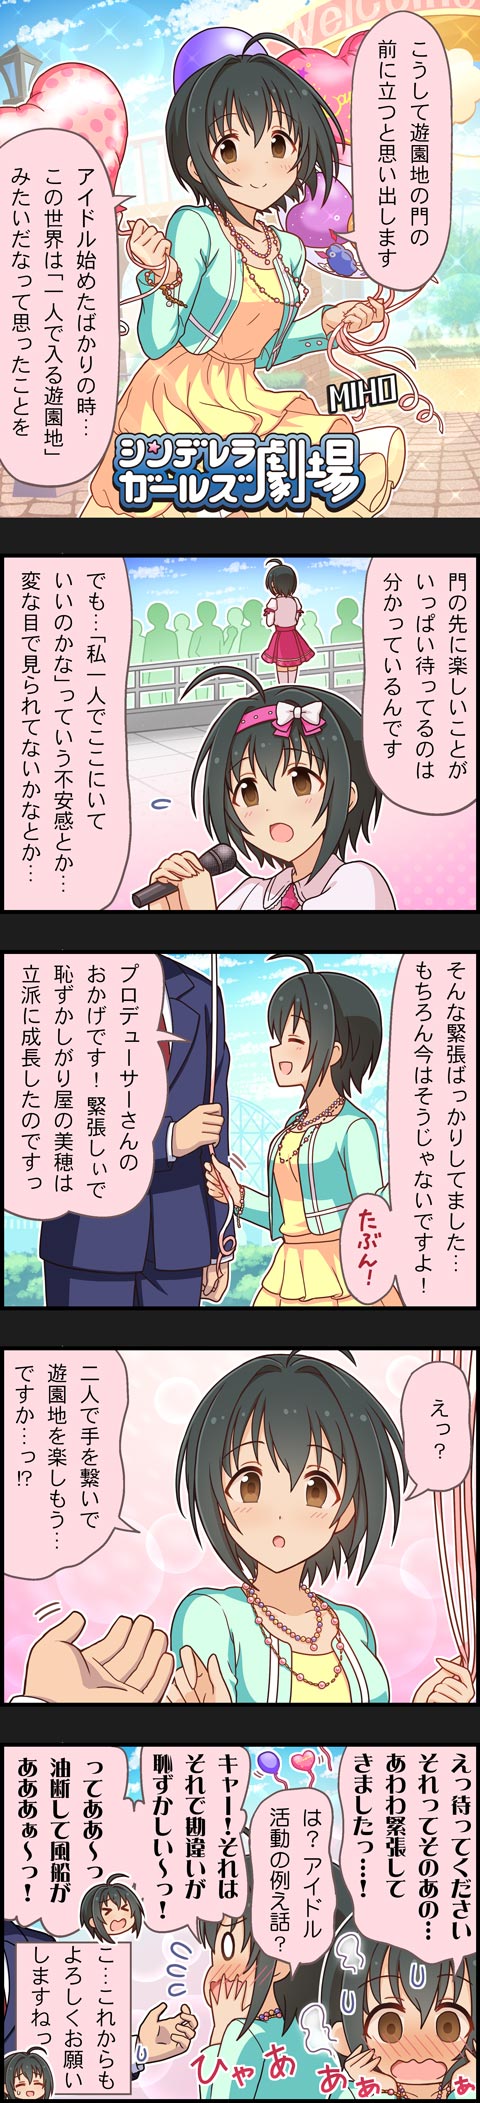 Welcome
こうして遊園地の門の
前に立つと思い出します
アイドル始めたばかりの時…
この世界は「一人で入る遊園地」
みたいだなって思ったことを
MIHO
シンデレラ
ガールズ劇場
門の先に楽しいことが
いっぱい待ってるのは
分かっているんです
でも…「私一人でここにいて
いいのかな」っていう不安感とか…
変な目で見られてないかなとか…
そんな緊張ばっかりしてました…
もちろん今はそうじゃないですよ！
たぶん！
プロデューサーさんの
おかげです！緊張しぃで
恥ずかしがり屋の美穂は
立派に成長したのですっ
えっ？
二人で手を繋いで
遊園地を楽しもう…
ですか…っ!?
えっ待ってください
それってそのあの…
あわわ緊張して
きましたっ…！
は？アイドル
活動の例え話？
キャー！それは
それで勘違いが
恥ずかしい〜っ！
ってああ〜っ
油断して風船が
あああぁ〜っ！
ひゃあぁぁぁ
こ…これからも
よろしくお願い
しますねっ